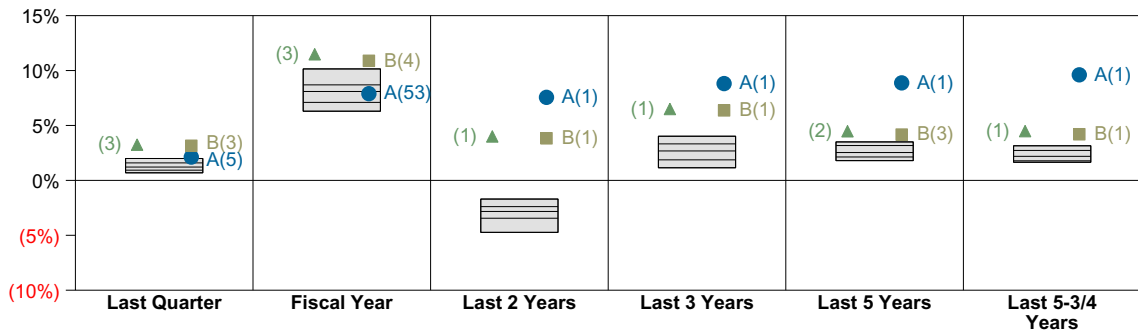 15%
10%
5%
0%
(5%)
(10%)
(3) B(3)
A(5)
(3) B(4)
A(53)
(1) A(1)
B(1)
(1) A(1)
B(1)
(2) A(1)
B(3)
(1) A(1)
B(1)
Last Quarter
Fiscal Year
Last 2 Years
Last 3 Years
Last 5 Years
Last 5-3/4
Years